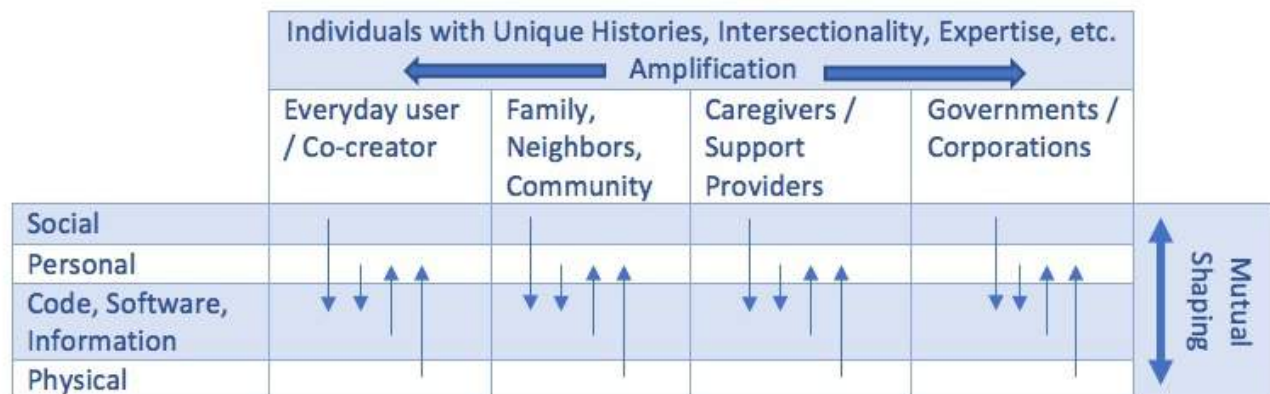 Individuals with Unique Histories, Intersectionality, Expertise, etc.
Amplification
Everyday user
/ Co-creator
Family,
Neighbors,
Community
Caregivers /
Support
Providers
Governments /
Corporations
Social
Personal
Code, Software,
Information
Physical
Mutual
Shaping